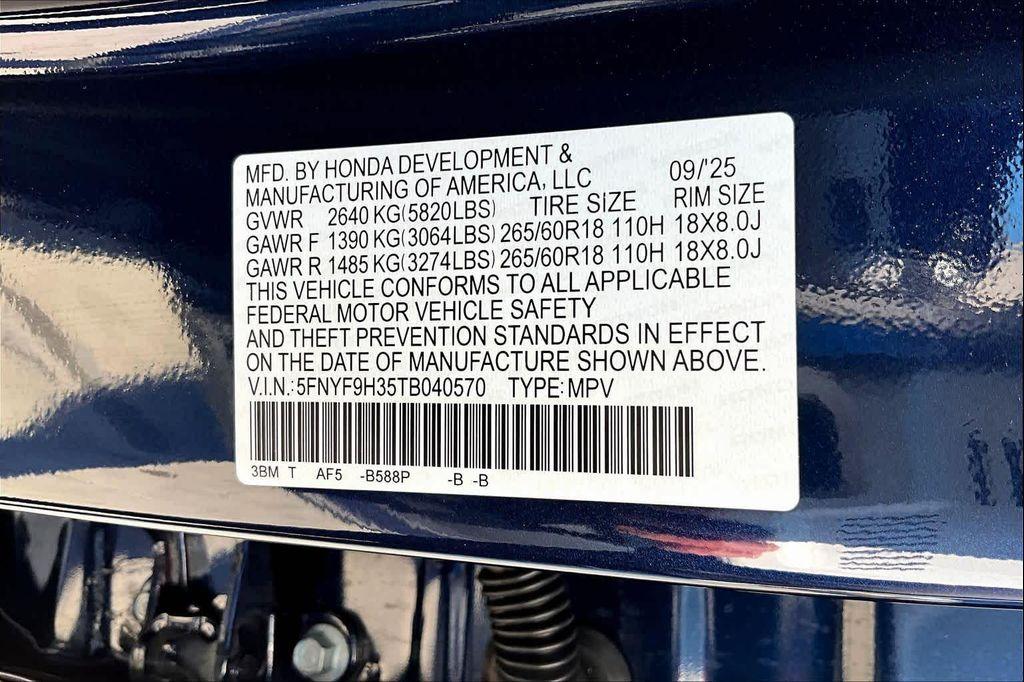 MFD. BY HONDA DEVELOPMENT &
MANUFACTURING OF AMERICA, LLC 09/'25
GVWR 2640 KG(5820LBS) TIRE SIZE RIM SIZE
GAWR F 1390 KG(3064LBS) 265/60R18 110H 18X8.0J
GAWR R 1485 KG(3274LBS) 265/60R18 110H 18X8.0J
THIS VEHICLE CONFORMS TO ALL APPLICABLE
FEDERAL MOTOR VEHICLE SAFETY
AND THEFT PREVENTION STANDARDS IN EFFECT
ON THE DATE OF MANUFACTURE SHOWN ABOVE.
V.I.N.:5FNYF9H35TB040570 TYPE:MPV
3BM T AF5 -B588P -B -B